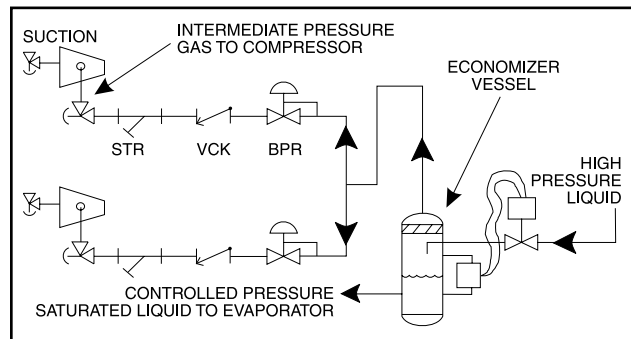 SUCTION
INTERMEDIATE PRESSURE
GAS TO COMPRESSOR
ECONOMIZER
VESSEL
STR
VCK
BPR
HIGH
PRESSURE
LIQUID
CONTROLLED PRESSURE
SATURATED LIQUID TO EVAPORATOR